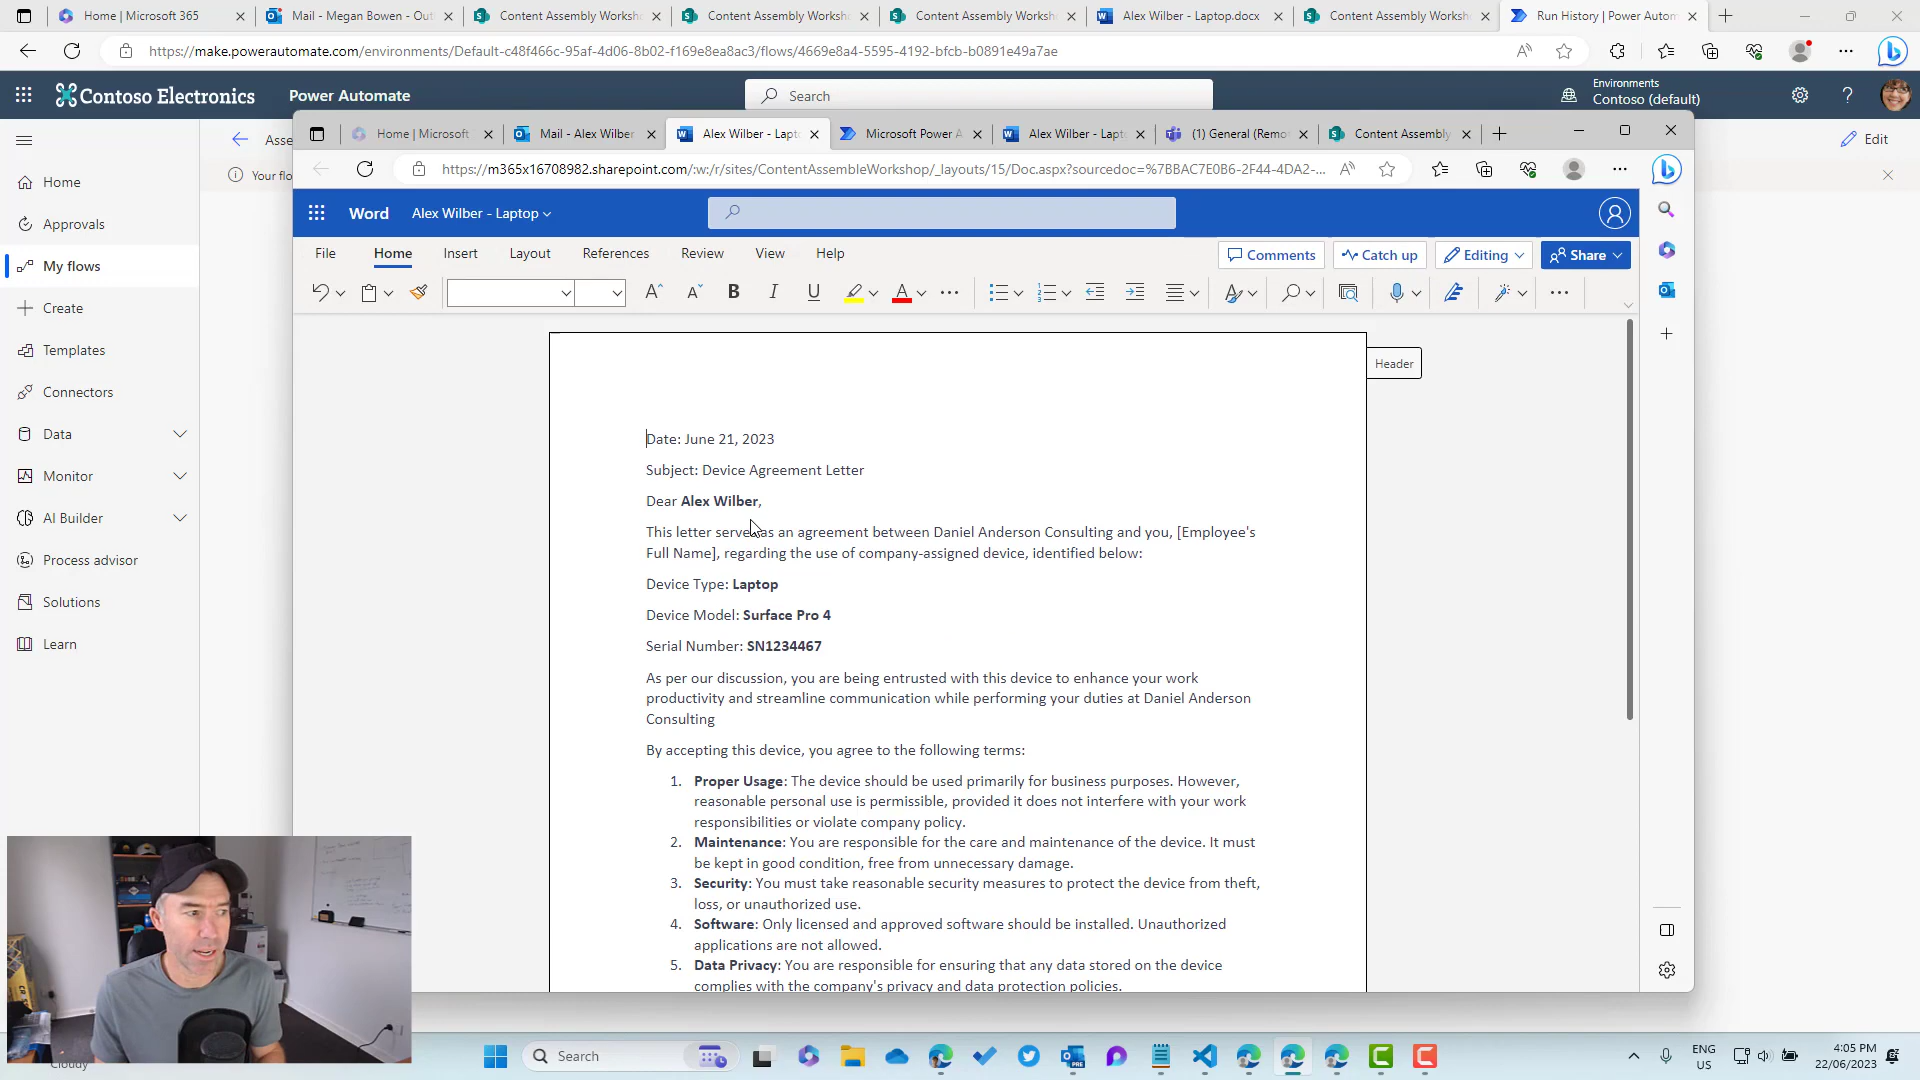 Home | Microsoft 365
Mail - Megan Bowen - Out
Content Assembly Worksh
Content Assembly Worksh
Content Assembly Worksh
Alex Wilber - Laptop.docx
Content Assembly Worksh
Run History | Power Autom
https://make.powerautomate.com/environments/Default-c48f466c-95af-4d06-8b02-f169e8ea8ac3/flows/4669e8a4-5595-4192-bfcb-b0891e49a7ae
Contoso Electronics
Power Automate
Search
Environments
Contoso (default)
Asse
Edit
Your flo
Home
Approvals
My flows
Create
Templates
Connectors
Data
Monitor
AI Builder
Process advisor
Solutions
Learn
Home | Microsoft
Mail - Alex Wilber
Alex Wilber - Lapt
Microsoft Power A
Alex Wilber - Lapt
(1) General (Remo
Content Assembly
https://m365x16708982.sharepoint.com/:w:/r/sites/ContentAssembleWorkshop/_layouts/15/Doc.aspx?sourcedoc=%7BBAC7E0B6-2F44-4DA2-...
Word
Alex Wilber - Laptop
File
Home
Insert
Layout
References
Review
View
Help
Comments
Catch up
Editing
Share
Header
Date: June 21, 2023
Subject: Device Agreement Letter
Dear Alex Wilber,
This letter serves as an agreement between Daniel Anderson Consulting and you, [Employee's
Full Name], regarding the use of company-assigned device, identified below:
Device Type: Laptop
Device Model: Surface Pro 4
Serial Number: SN1234467
As per our discussion, you are being entrusted with this device to enhance your work
productivity and streamline communication while performing your duties at Daniel Anderson
Consulting
By accepting this device, you agree to the following terms:
1. Proper Usage: The device should be used primarily for business purposes. However,
reasonable personal use is permissible, provided it does not interfere with your work
responsibilities or violate company policy.
2. Maintenance: You are responsible for the care and maintenance of the device. It must
be kept in good condition, free from unnecessary damage.
3. Security: You must take reasonable security measures to protect the device from theft,
loss, or unauthorized use.
4. Software: Only licensed and approved software should be installed. Unauthorized
applications are not allowed.
5. Data Privacy: You are responsible for ensuring that any data stored on the device
complies with the company's privacy and data protection policies.
Cloudy
Search
ENG
US
4:05 PM
22/06/2023